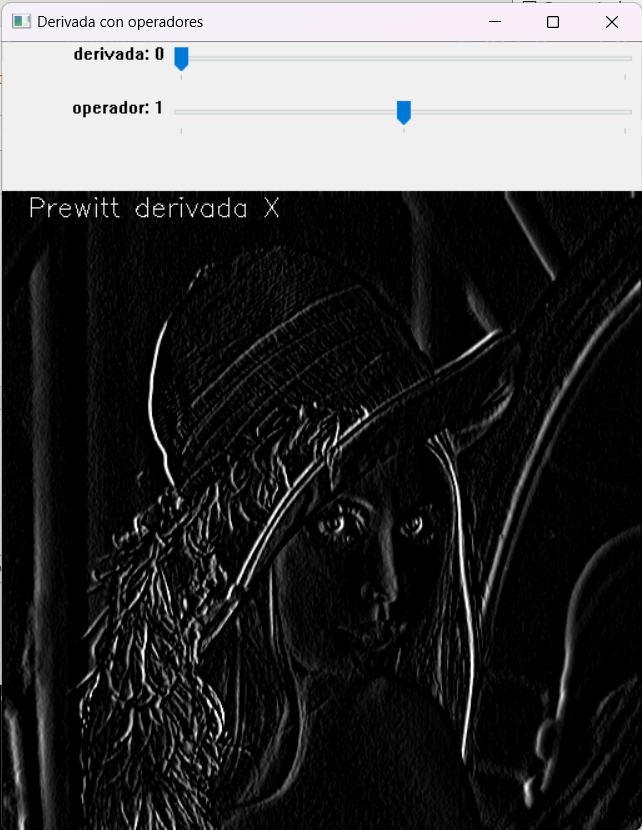 Derivada con operadores
derivada: 0
operador: 1
Prewitt derivada X